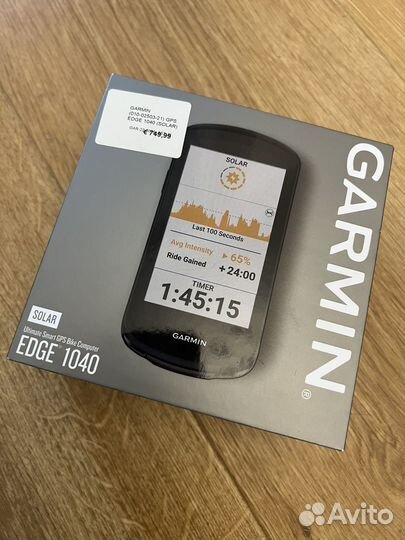 GARMIN
(010-02503-21) GPS
EDGE 1040 (SOLAR)
€ 749,99
GARMIN®
SOLAR
Last 100 Seconds
Avg Intensity 65%
Ride Gained +24:00
TIMER
1:45:15
GARMIN
SOLAR
Ultimate Smart GPS Bike Computer
EDGE® 1040
Avito